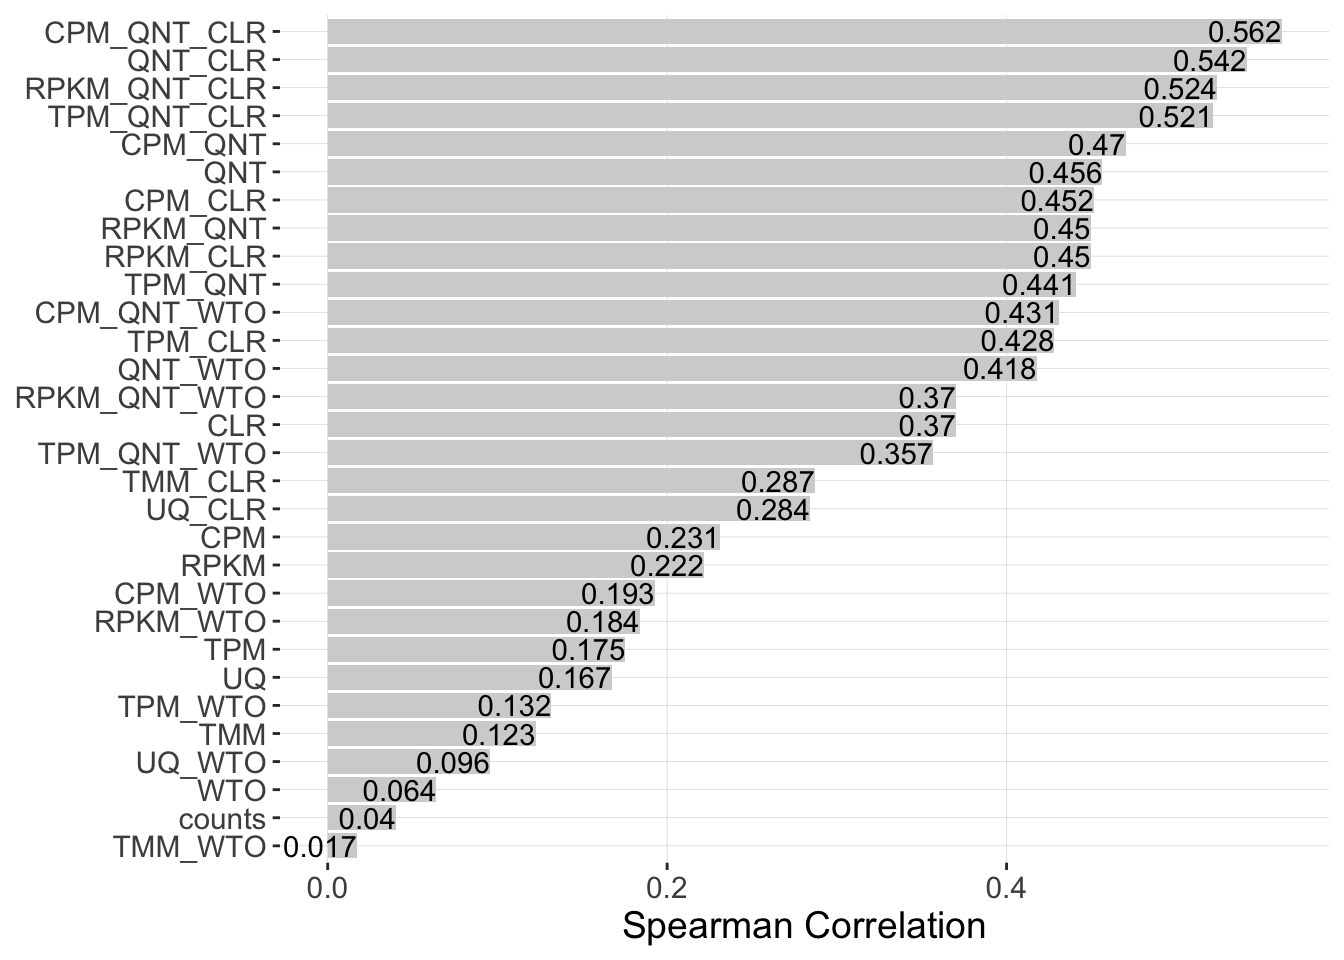 CPM_QNT_CLR 0.562
QNT_CLR 0.542
RPKM_QNT_CLR 0.524
TPM_QNT_CLR 0.521
CPM_QNT 0.47
QNT 0.456
CPM_CLR 0.452
RPKM_QNT 0.45
RPKM_CLR 0.45
TPM_QNT 0.441
CPM_QNT_WTO 0.431
TPM_CLR 0.428
QNT_WTO 0.418
RPKM_QNT_WTO 0.37
CLR 0.37
TPM_QNT_WTO 0.357
TMM_CLR 0.287
UQ_CLR 0.284
CPM 0.231
RPKM 0.222
CPM_WTO 0.193
RPKM_WTO 0.184
TPM 0.175
UQ 0.167
TPM_WTO 0.132
TMM 0.123
UQ_WTO 0.096
WTO 0.064
counts 0.04
TMM_WTO 0.017
0.0 0.2 0.4
Spearman Correlation